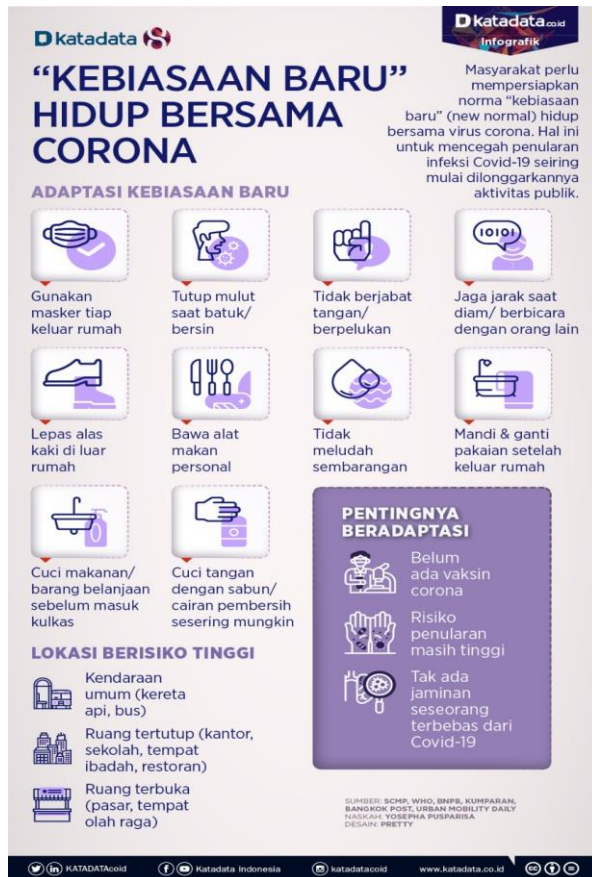 katadata
katadata.co.id
Infografik
"KEBIASAAN BARU"
HIDUP BERSAMA
CORONA
Masyarakat perlu
mempersiapkan
norma "kebiasaan
baru" (new normal) hidup
bersama virus corona. Hal ini
untuk mencegah penularan
infeksi Covid-19 seiring
mulai dilonggarkannya
aktivitas publik.
ADAPTASI KEBIASAAN BARU
Gunakan
masker tiap
keluar rumah
Tutup mulut
saat batuk/
bersin
Tidak berjabat
tangan/
berpelukan
10101
Jaga jarak saat
diam/ berbicara
dengan orang lain
Lepas alas
kaki di luar
rumah
Bawa alat
makan
personal
Tidak
meludah
sembarangan
Mandi & ganti
pakaian setelah
keluar rumah
Cuci makanan/
barang belanjaan
sebelum masuk
kulkas
Cuci tangan
dengan sabun/
cairan pembersih
sesering mungkin
PENTINGNYA
BERADAPTASI
Belum
ada vaksin
corona
Risiko
penularan
masih tinggi
Tak ada
jaminan
seseorang
terbebas dari
Covid-19
LOKASI BERISIKO TINGGI
Kendaraan
umum (kereta
api, bus)
Ruang tertutup (kantor,
sekolah, tempat
ibadah, restoran)
Ruang terbuka
(pasar, tempat
olah raga)
SUMBER: SCMP, WHO, BNPB, KUMPARAN,
BANGKOK POST, URBAN MOBILITY DAILY
NASKAH: YOSEPHA PUSPARISA
DESAIN: PRETTY
KATADATAcoid
Katadata Indonesia
katadatacoid
www.katadata.co.id